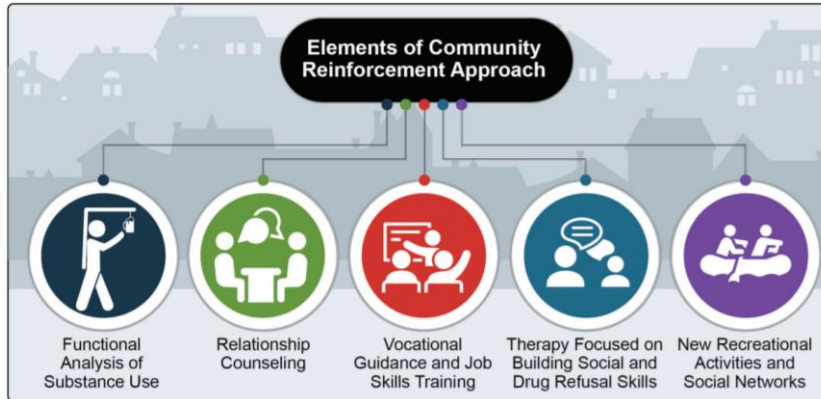 Elements of Community
Reinforcement Approach
Functional
Analysis of
Substance Use
Relationship
Counseling
Vocational
Guidance and Job
Skills Training
Therapy Focused on
Building Social and
Drug Refusal Skills
New Recreational
Activities and
Social Networks